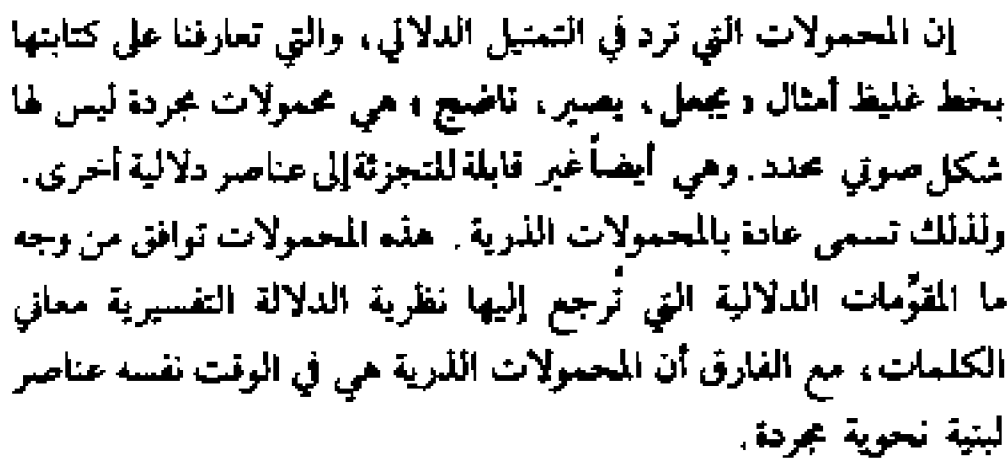 إن المحمولات التي ترد في التمثيل الدلالي، والتي تعارفنا على كتابتها
بخط غليظ أمثال « يجعل، يصير، ناضج » هي محمولات مجردة ليس لها
شكل صوتي محدد. وهي أيضاً غير قابلة للتجزئة إلى عناصر دلالية أخرى.
ولذلك تسمى عادة بالمحمولات الذرية. هذه المحمولات توافق من وجه
ما المقوِّمات الدلالية التي تُرجع إليها نظرية الدلالة التفسيرية معاني
الكلمات، مع الفارق أن المحمولات الذرية هي في الوقت نفسه عناصر
لبنية نحوية مجردة.